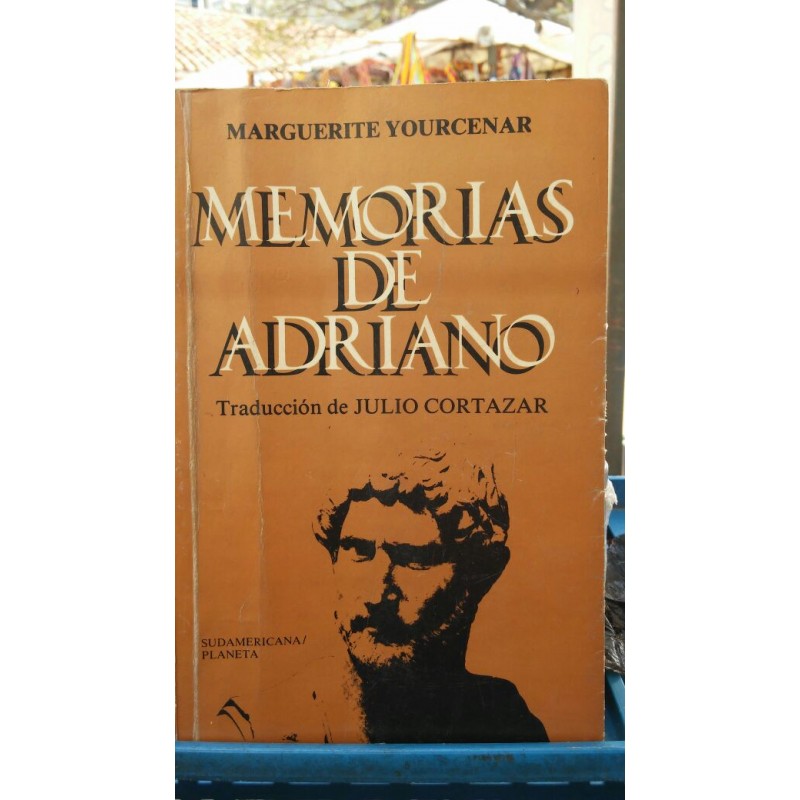 MARGUERITE YOURCENAR
MEMORIAS
DE
ADRIANO
Traducción de JULIO CORTAZAR
SUDAMERICANA/
PLANETA